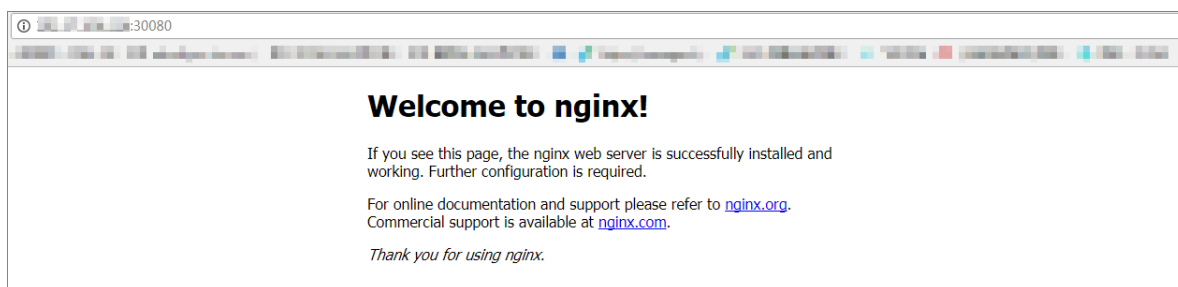 :30080
Welcome to nginx!
If you see this page, the nginx web server is successfully installed and
working. Further configuration is required.
For online documentation and support please refer to nginx.org.
Commercial support is available at nginx.com.
Thank you for using nginx.